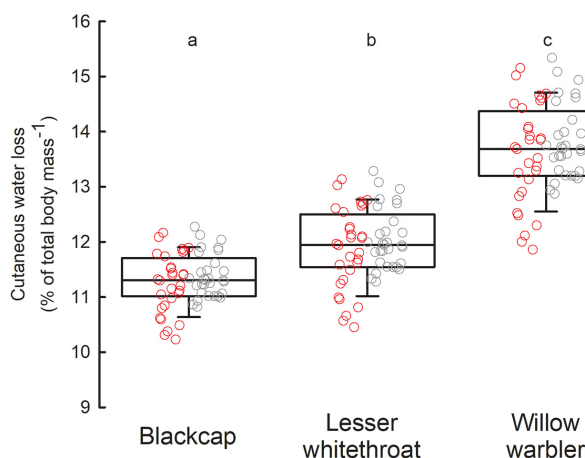 16
15
14
13
12
11
10
9
Cutaneous water loss
(% of total body mass⁻¹)
a
b
c
Blackcap
Lesser
whitethroat
Willow
warbler